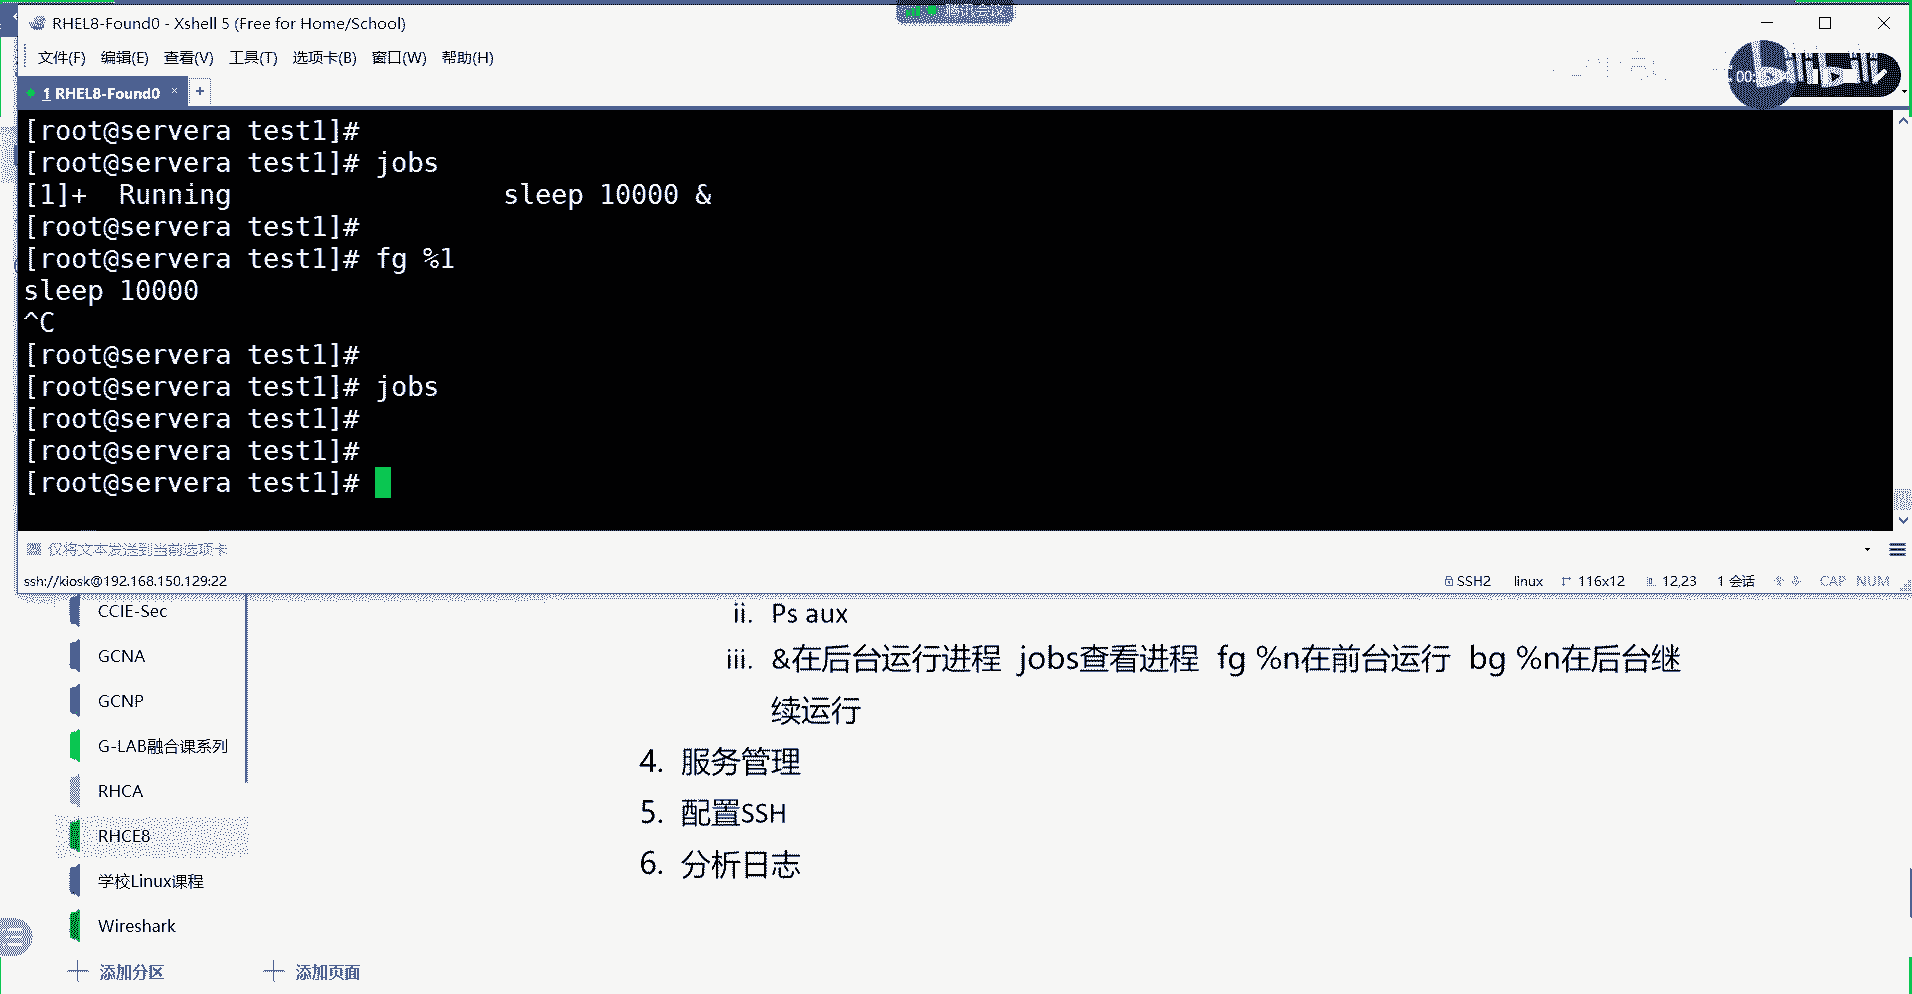 RHEL8-Found0 - Xshell 5 (Free for Home/School)
腾讯会议
文件(F) 编辑(E) 查看(V) 工具(T) 选项卡(B) 窗口(W) 帮助(H)
1 RHEL8-Found0 × +
bilibili
[root@servera test1]#
[root@servera test1]# jobs
[1]+  Running                 sleep 10000 &
[root@servera test1]#
[root@servera test1]# fg %1
sleep 10000
^C
[root@servera test1]#
[root@servera test1]# jobs
[root@servera test1]#
[root@servera test1]#
[root@servera test1]#
仅将文本发送到当前选项卡
ssh://kiosk@192.168.150.129:22 SSH2 linux 116x12 12,23 1 会话 CAP NUM
CCIE-Sec
GCNA
GCNP
G-LAB融合课系列
RHCA
RHCE8
学校Linux课程
Wireshark
添加分区 添加页面
ii. Ps aux
iii. &在后台运行进程 jobs查看进程 fg %n在前台运行 bg %n在后台继
续运行
4. 服务管理
5. 配置SSH
6. 分析日志